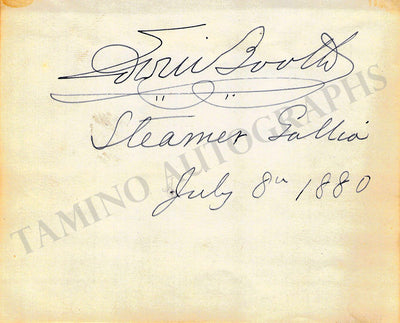 Edwin Booth
Steamer Gallia
July 8th 1880
TAMINO AUTOGRAPHS